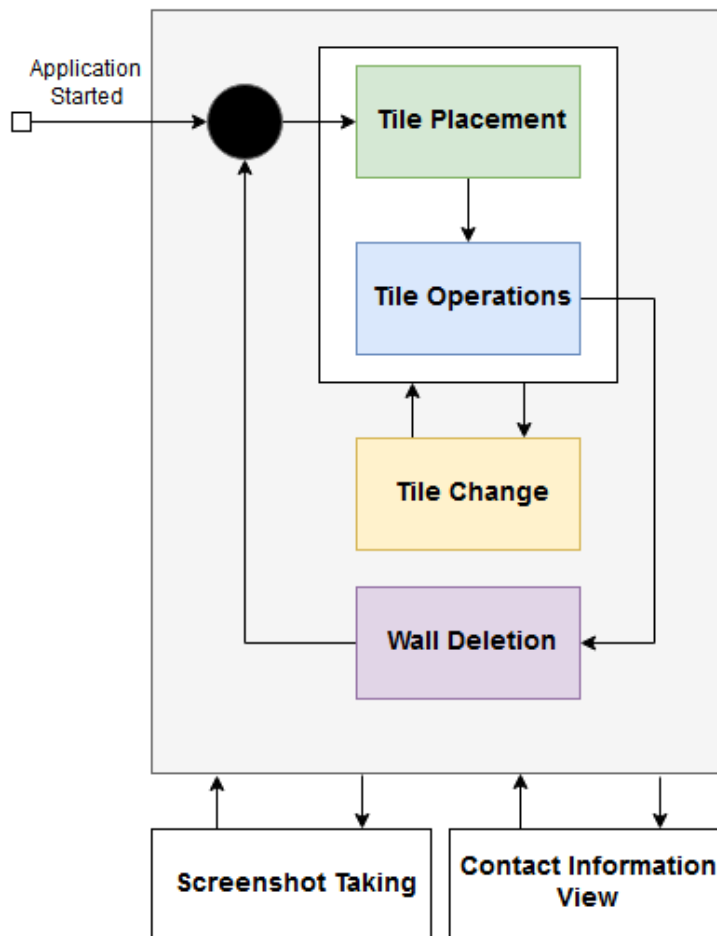 Application
Started
Tile Placement
Tile Operations
Tile Change
Wall Deletion
Screenshot Taking
Contact Information
View